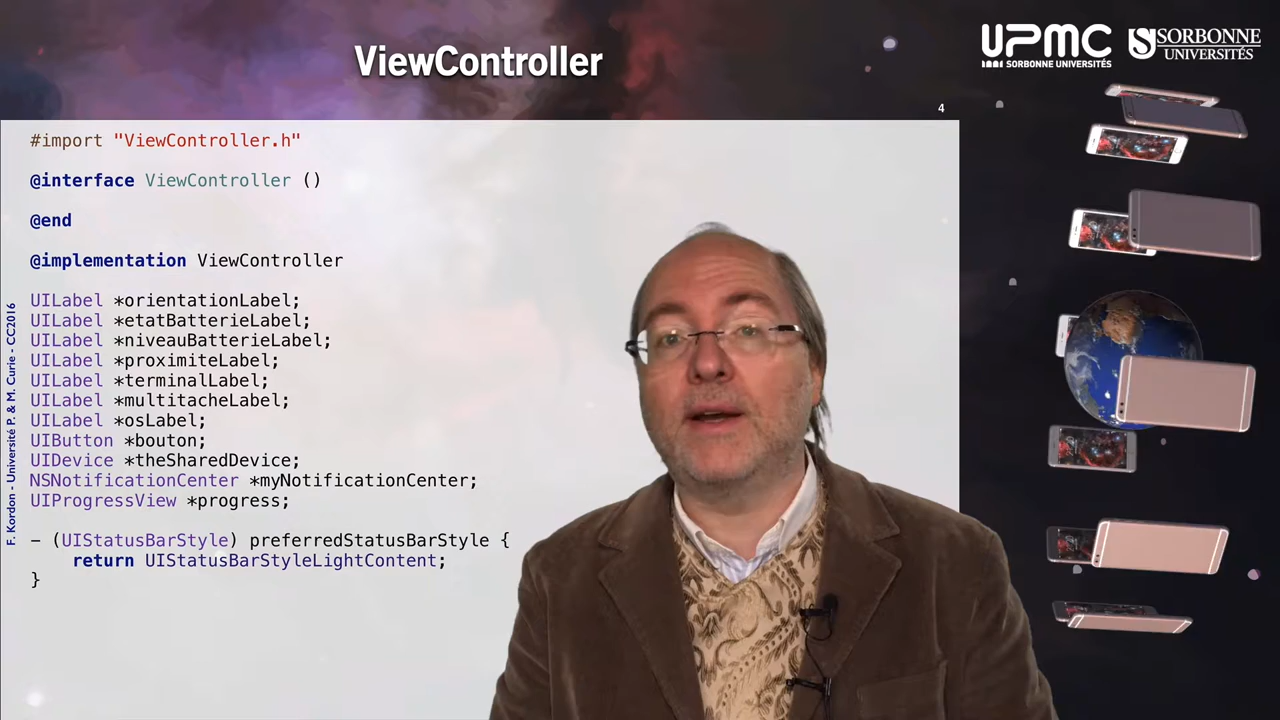 ViewController
UPMC
SORBONNE UNIVERSITÉS
SORBONNE
UNIVERSITÉS
4
#import "ViewController.h"
@interface ViewController ()
@end
@implementation ViewController
UILabel *orientationLabel;
UILabel *etatBatterieLabel;
UILabel *niveauBatterieLabel;
UILabel *proximiteLabel;
UILabel *terminalLabel;
UILabel *multitacheLabel;
UILabel *osLabel;
UIButton *bouton;
UIDevice *theSharedDevice;
NSNotificationCenter *myNotificationCenter;
UIProgressView *progress;
- (UIStatusBarStyle) preferredStatusBarStyle {
return UIStatusBarStyleLightContent;
}
F. Kordon - Université P. & M. Curie - CC2016